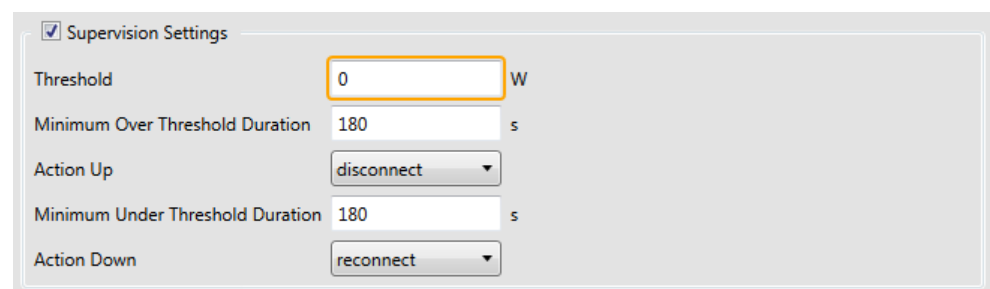 Supervision Settings
Threshold 0 W
Minimum Over Threshold Duration 180 s
Action Up disconnect
Minimum Under Threshold Duration 180 s
Action Down reconnect